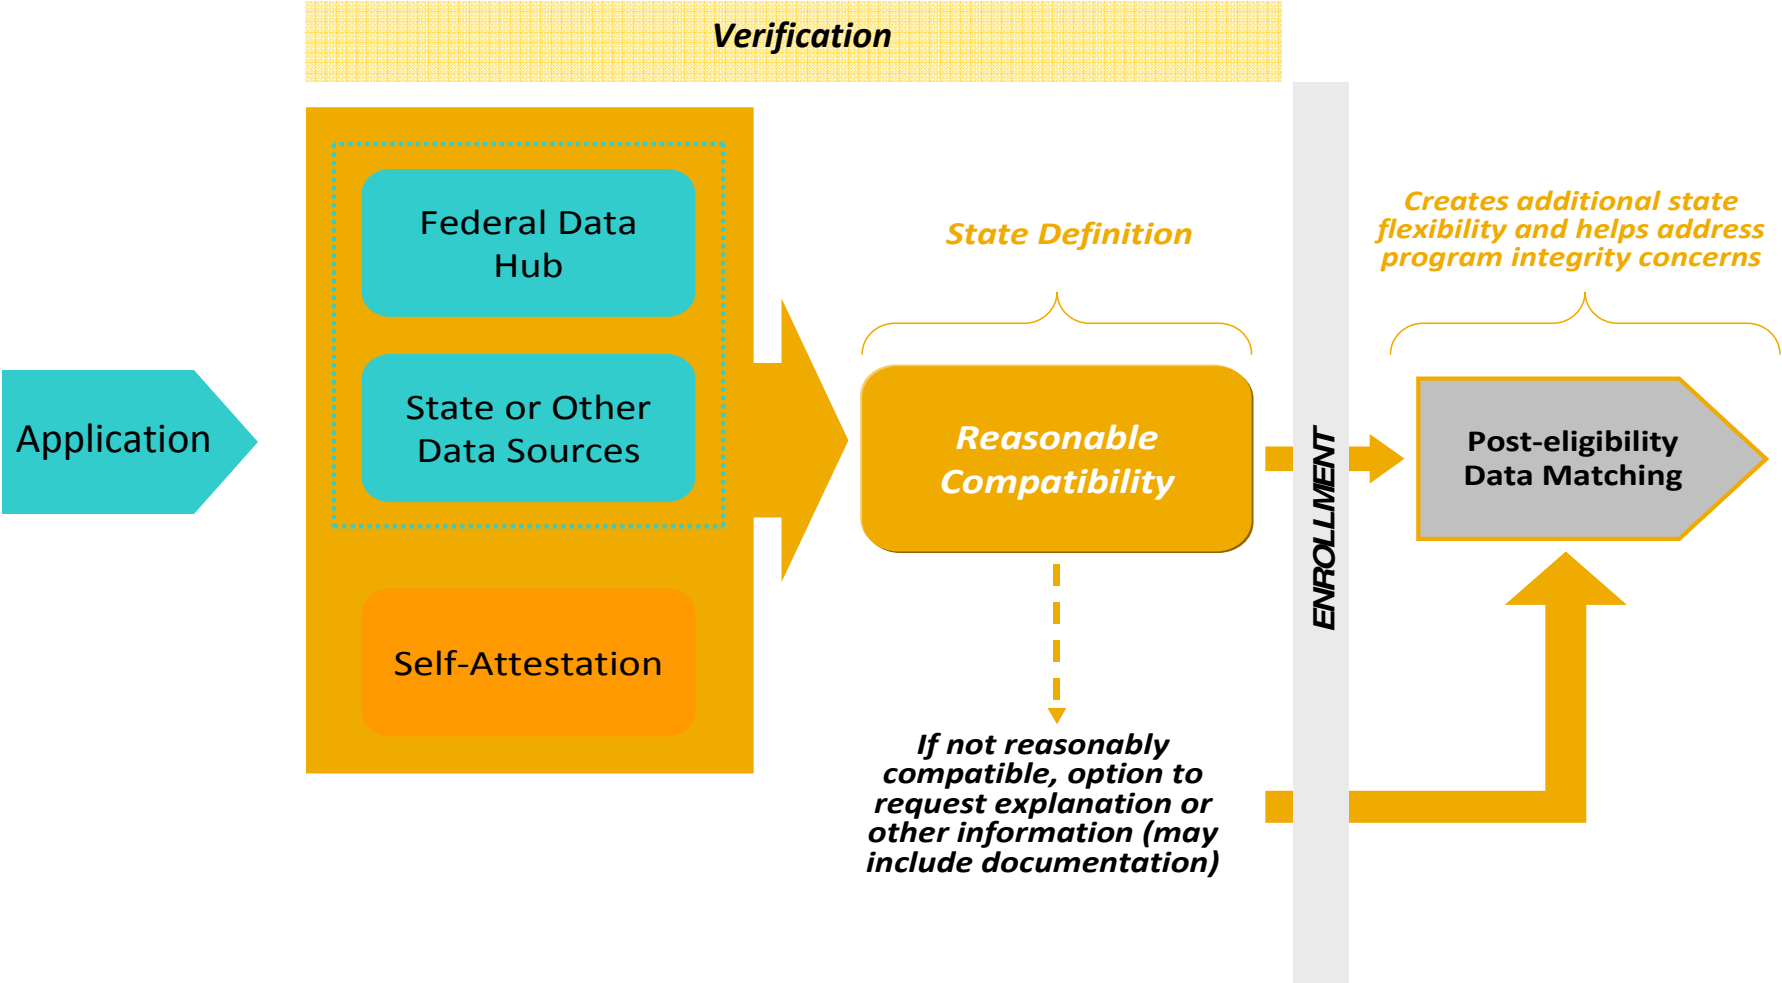 Verification
Application
Federal Data
Hub
State or Other
Data Sources
Self-Attestation
State Definition
Reasonable
Compatibility
If not reasonably
compatible, option to
request explanation or
other information (may
include documentation)
ENROLLMENT
Creates additional state
flexibility and helps address
program integrity concerns
Post-eligibility
Data Matching